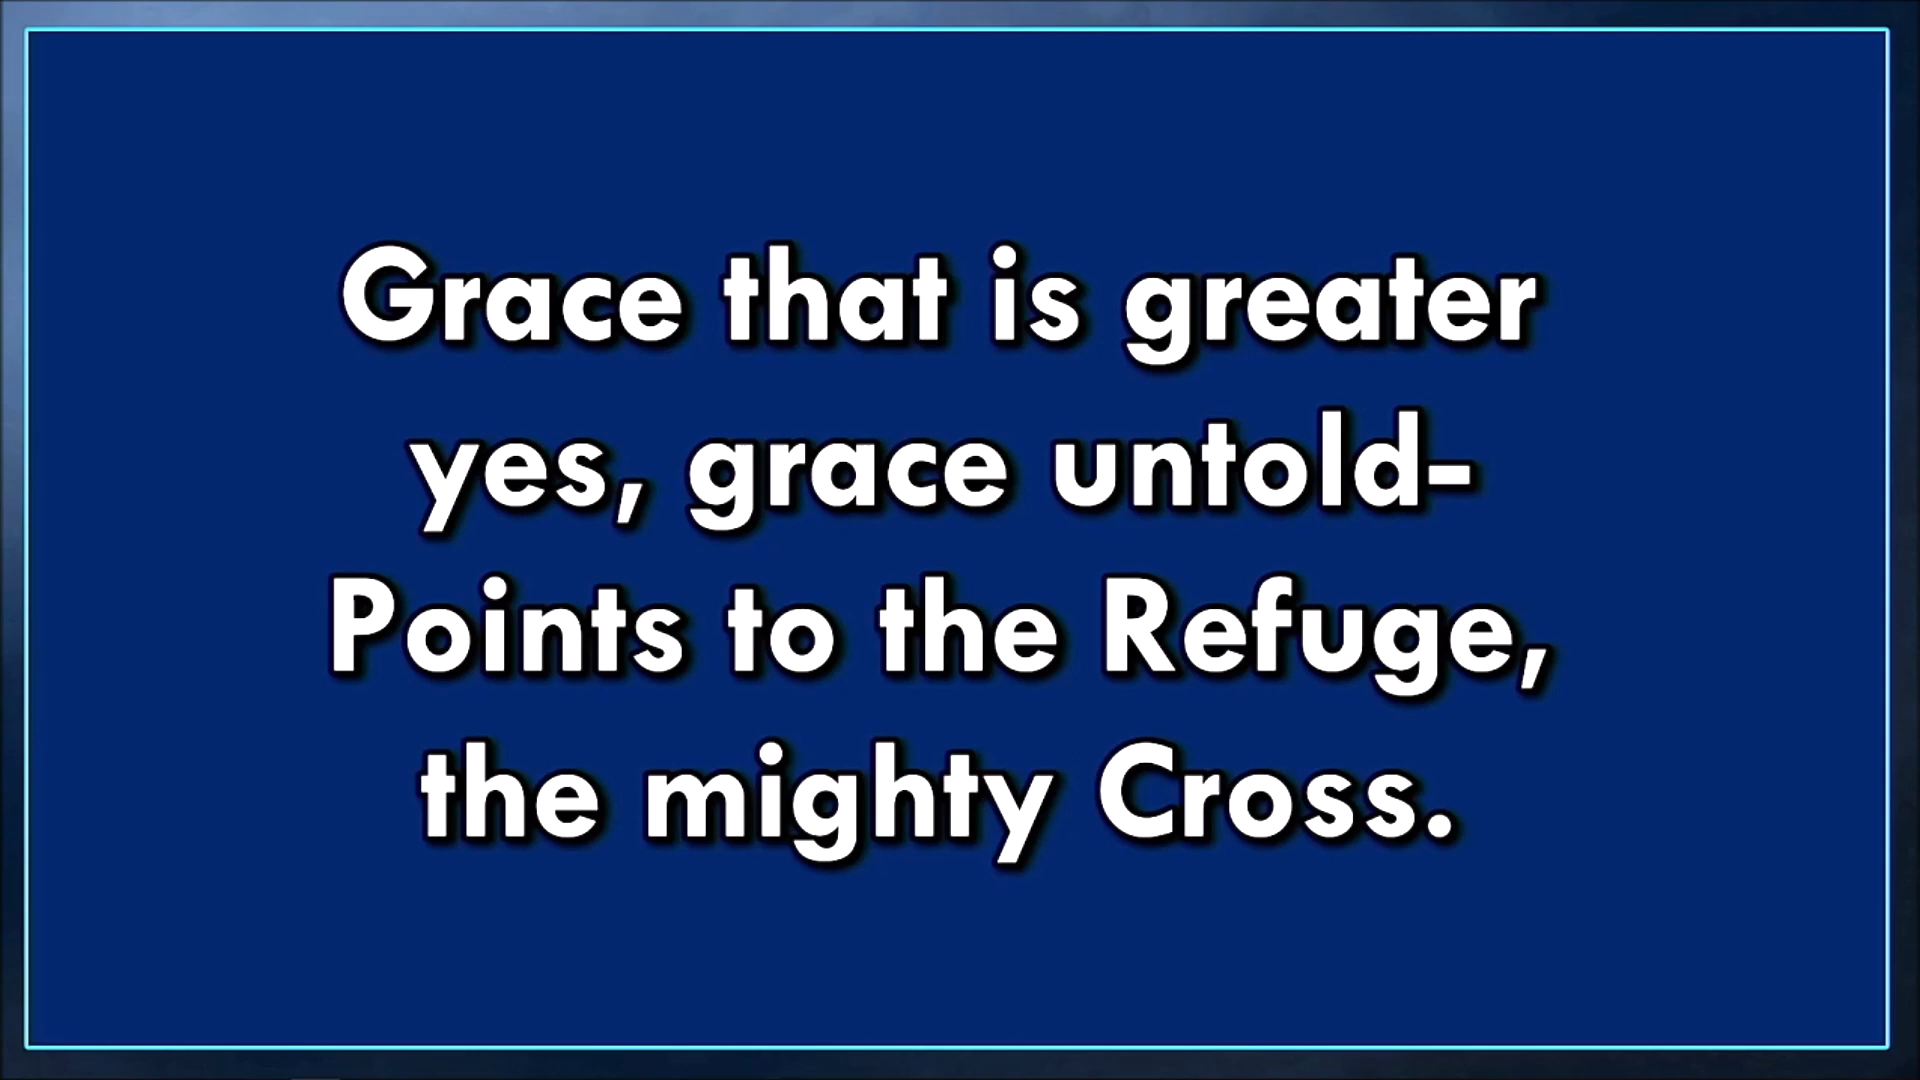 Grace that is greater
yes, grace untold-
Points to the Refuge,
the mighty Cross.